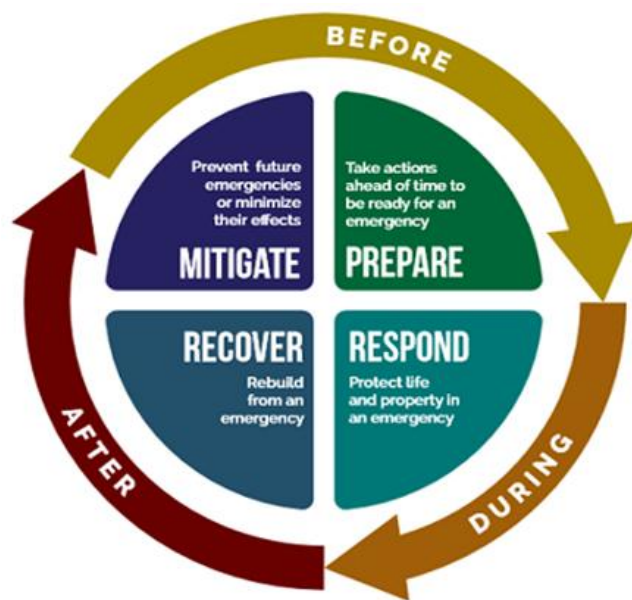 BEFORE
Prevent future
emergencies
or minimize
their effects
MITIGATE
Take actions
ahead of time to
be ready for an
emergency
PREPARE
RECOVER
Rebuild
from an
emergency
RESPOND
Protect life
and property in
an emergency
AFTER
DURING